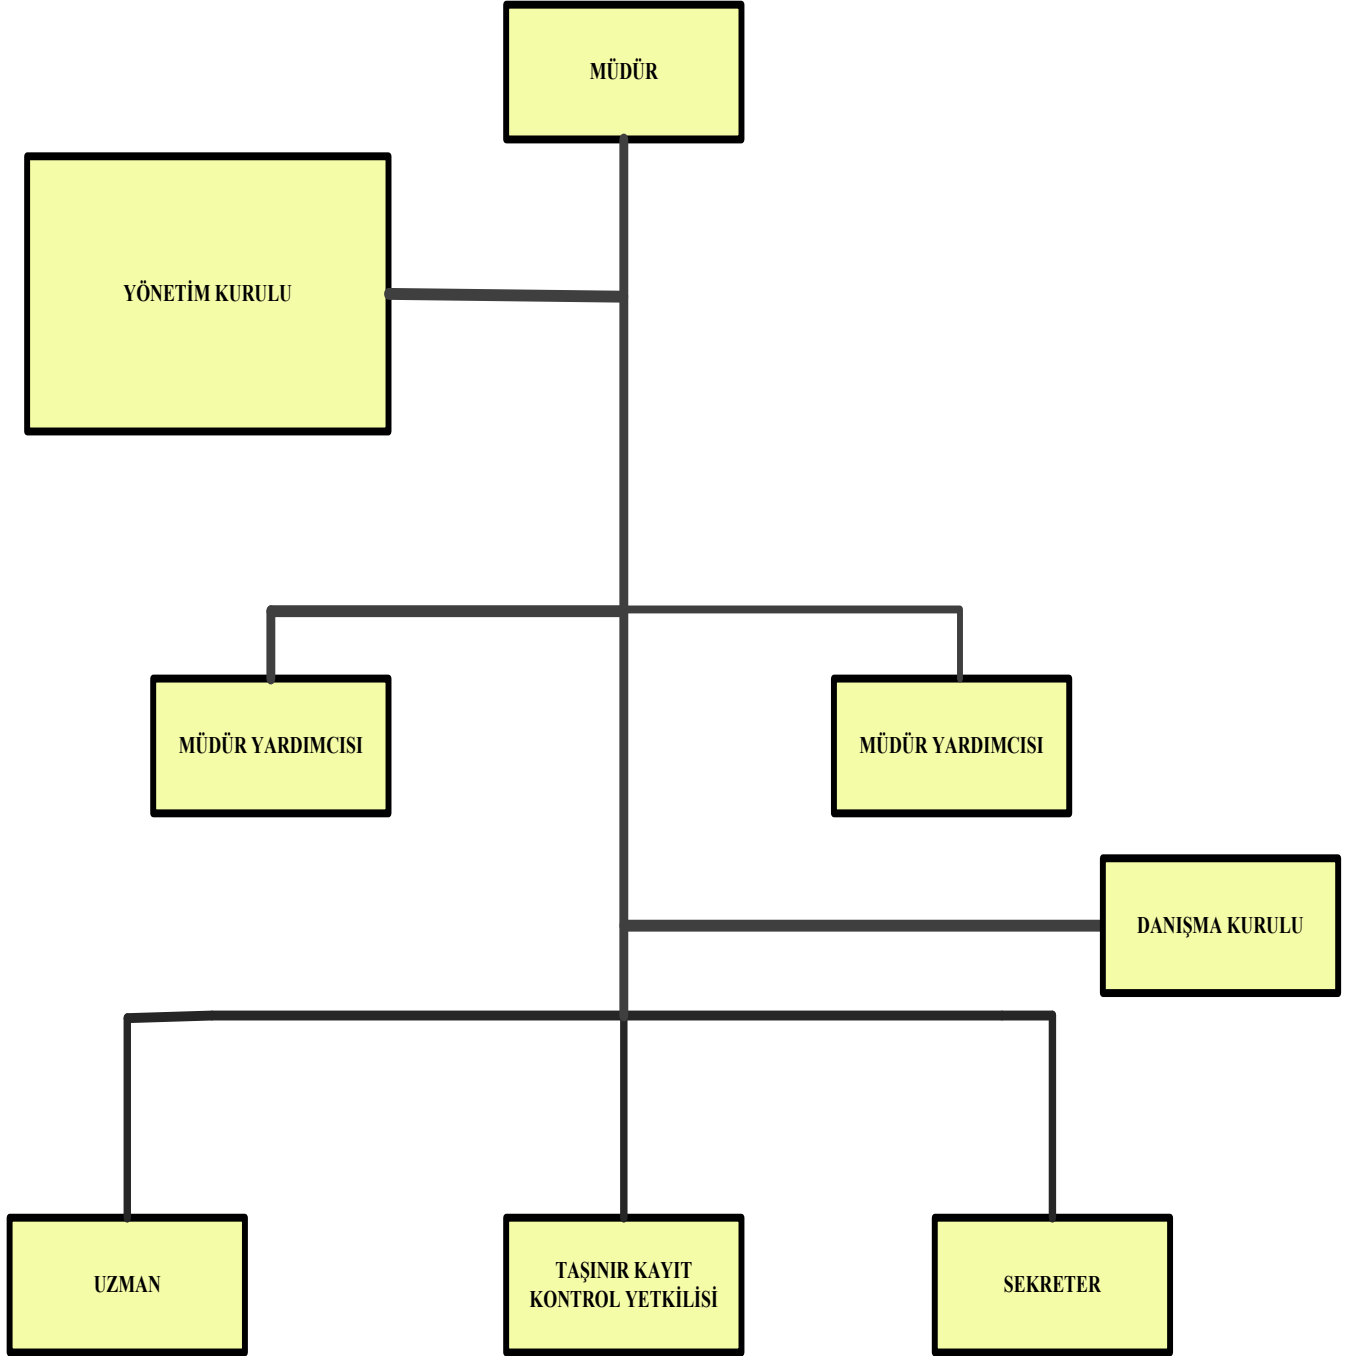 MÜDÜR
YÖNETİM KURULU
MÜDÜR YARDIMCISI
MÜDÜR YARDIMCISI
DANIŞMA KURULU
UZMAN
TAŞINIR KAYIT
KONTROL YETKİLİSİ
SEKRETER